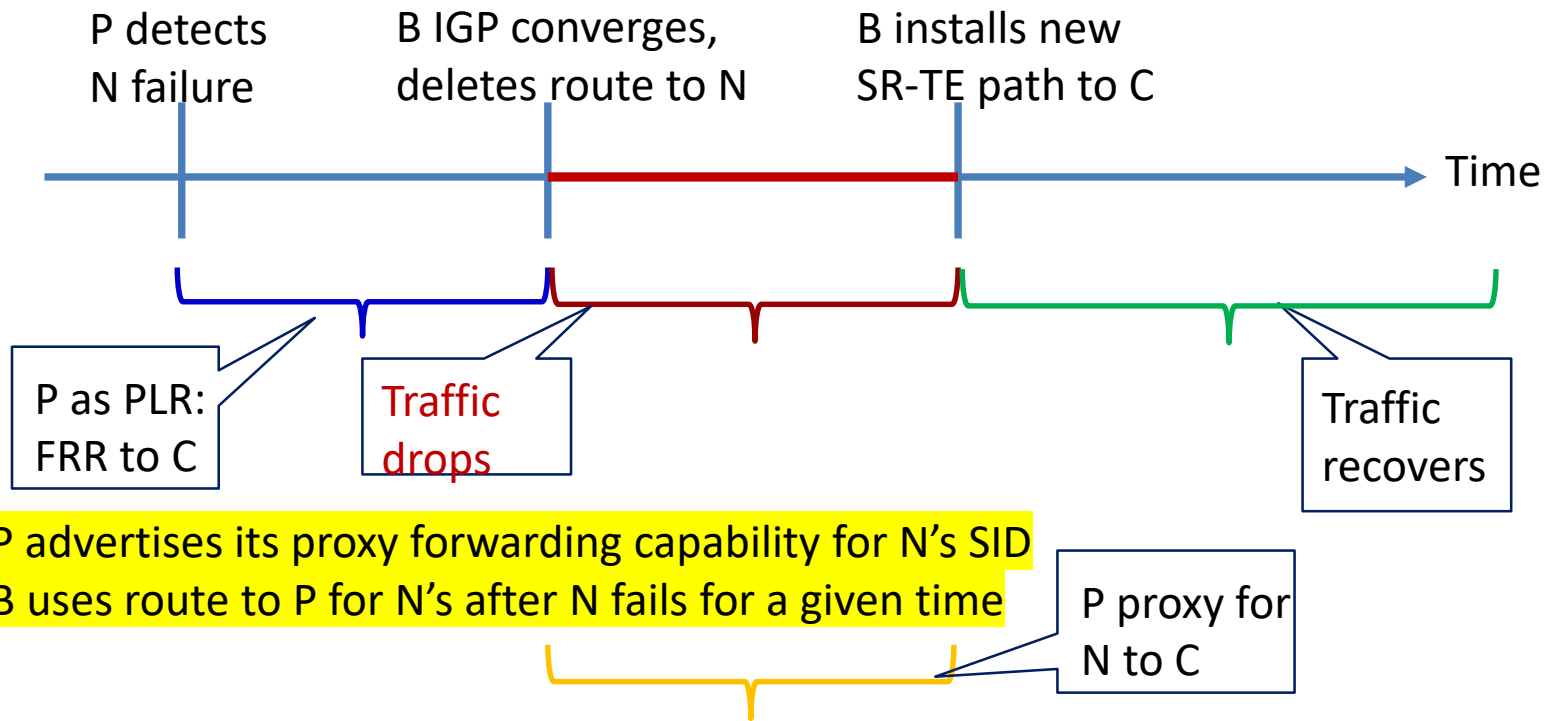 P detects
N failure
B IGP converges,
deletes route to N
B installs new
SR-TE path to C
Time
P as PLR:
FRR to C
Traffic
drops
Traffic
recovers
P advertises its proxy forwarding capability for N’s SID
B uses route to P for N’s after N fails for a given time
P proxy for
N to C